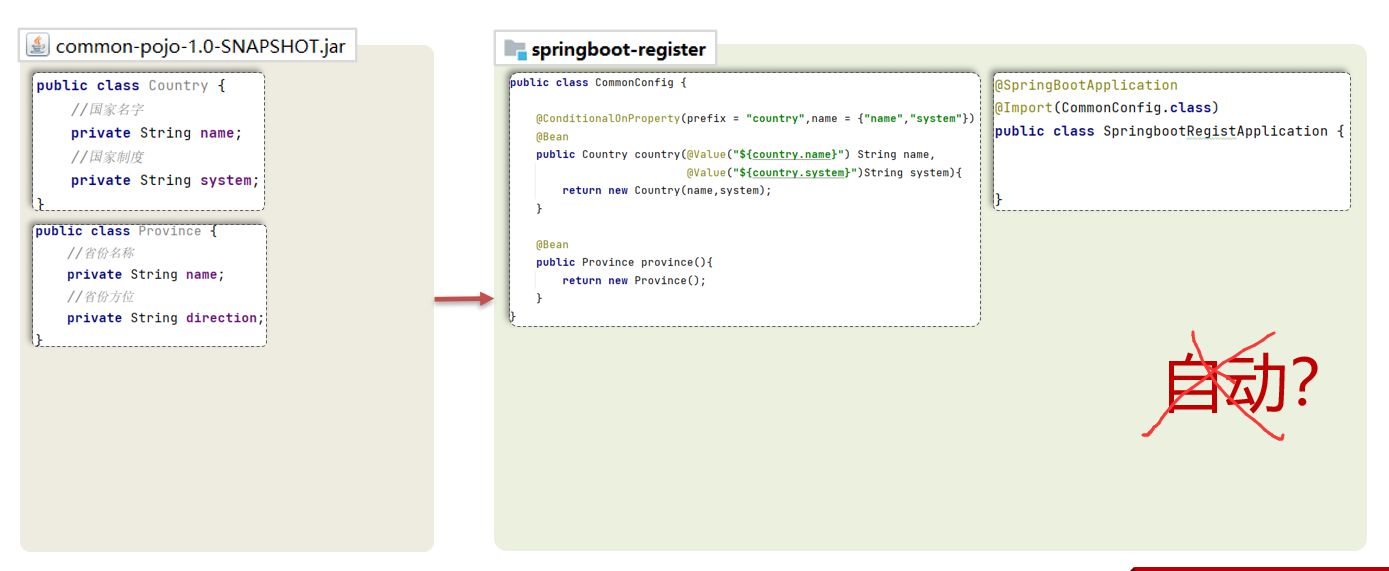 common-pojo-1.0-SNAPSHOT.jar
public class Country {
//国家名字
private String name;
//国家制度
private String system;
}
public class Province {
//省份名称
private String name;
//省份方位
private String direction;
}
springboot-register
public class CommonConfig {
@ConditionalOnProperty(prefix = "country",name = {"name","system"})
@Bean
public Country country(@Value("${country.name}") String name,
@Value("${country.system}")String system){
return new Country(name,system);
}
@Bean
public Province province(){
return new Province();
}
}
@SpringBootApplication
@Import(CommonConfig.class)
public class SpringbootRegistApplication {
}
自动?